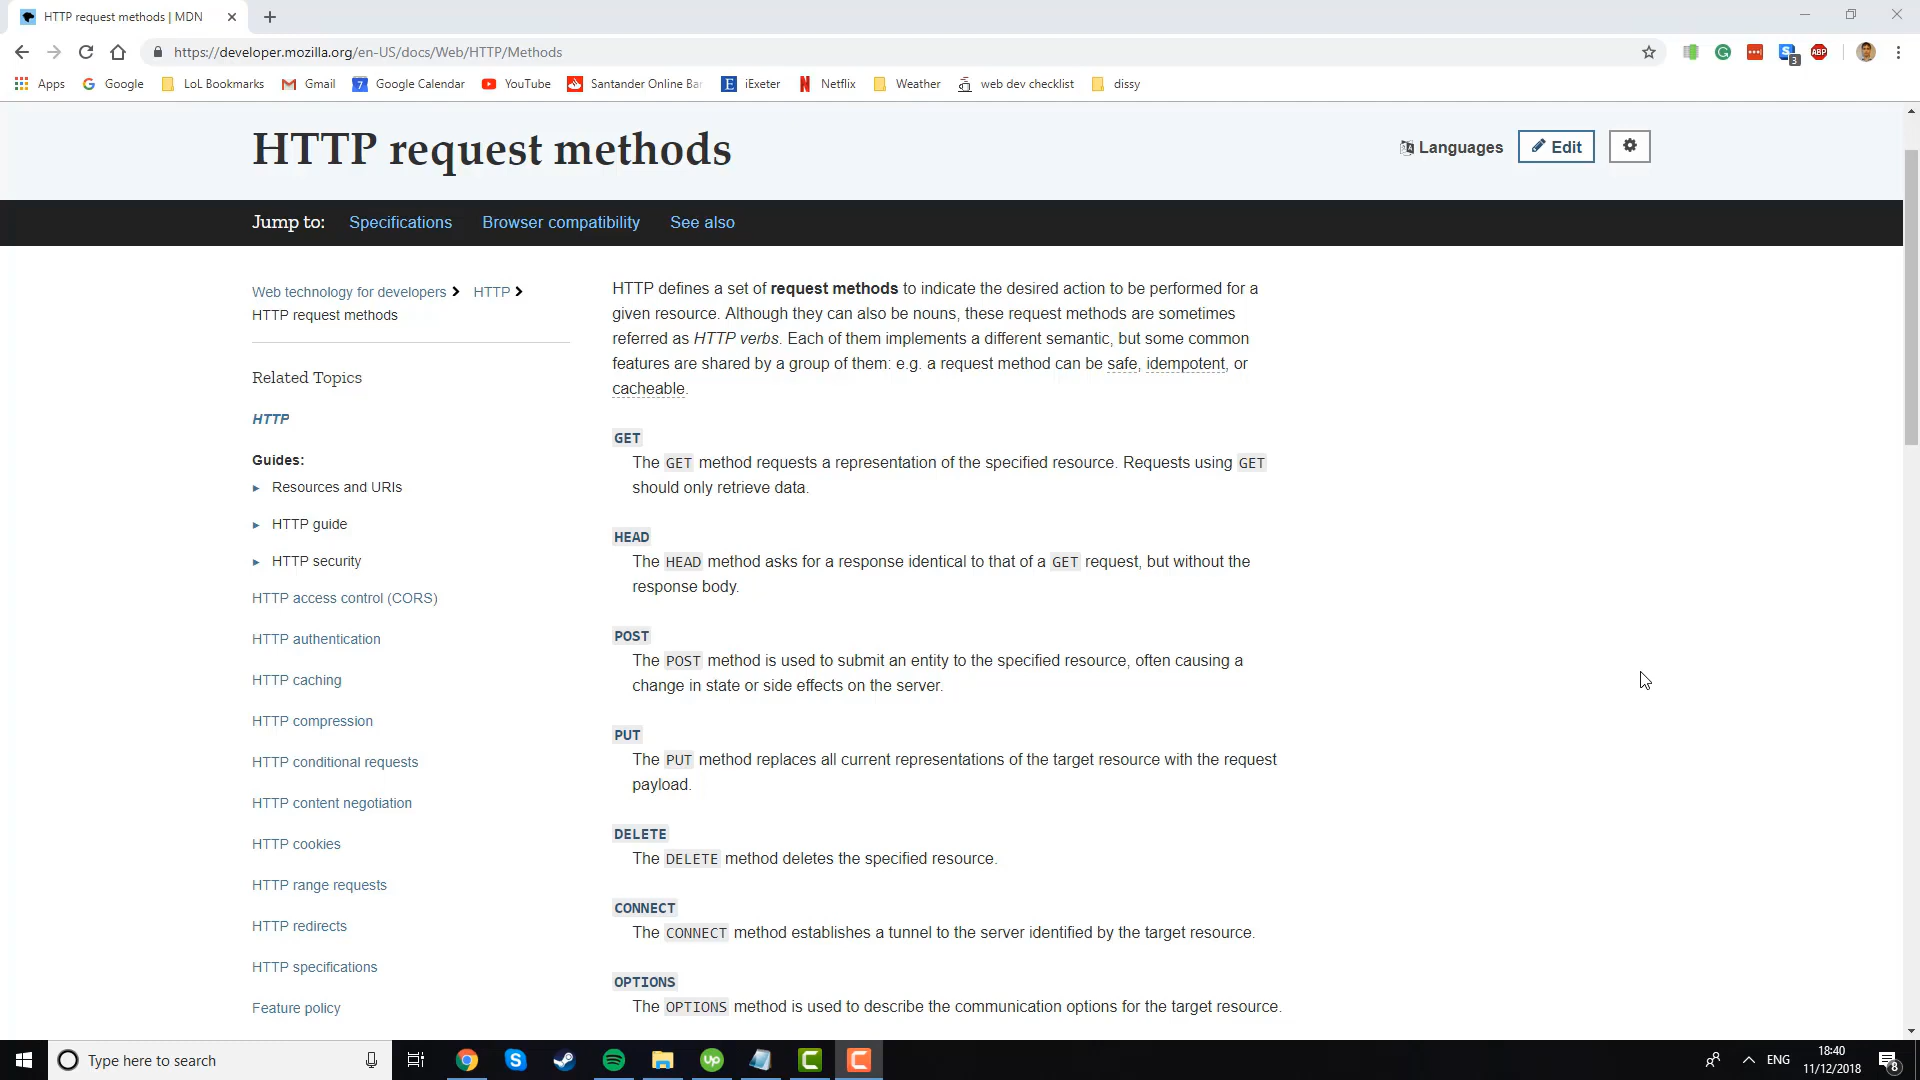 HTTP request methods | MDN
https://developer.mozilla.org/en-US/docs/Web/HTTP/Methods
3
ABP
Apps
Google
LoL Bookmarks
Gmail
7 Google Calendar
YouTube
Santander Online Ba
E iExeter
N Netflix
Weather
web dev checklist
dissy
HTTP request methods
Languages
Edit
Jump to: Specifications Browser compatibility See also
Web technology for developers HTTP
HTTP request methods
Related Topics
HTTP
Guides:
Resources and URIs
HTTP guide
HTTP security
HTTP access control (CORS)
HTTP authentication
HTTP caching
HTTP compression
HTTP conditional requests
HTTP content negotiation
HTTP cookies
HTTP range requests
HTTP redirects
HTTP specifications
Feature policy
HTTP defines a set of request methods to indicate the desired action to be performed for a
given resource. Although they can also be nouns, these request methods are sometimes
referred as HTTP verbs. Each of them implements a different semantic, but some common
features are shared by a group of them: e.g. a request method can be safe, idempotent, or
cacheable.
GET
The GET method requests a representation of the specified resource. Requests using GET
should only retrieve data.
HEAD
The HEAD method asks for a response identical to that of a GET request, but without the
response body.
POST
The POST method is used to submit an entity to the specified resource, often causing a
change in state or side effects on the server.
PUT
The PUT method replaces all current representations of the target resource with the request
payload.
DELETE
The DELETE method deletes the specified resource.
CONNECT
The CONNECT method establishes a tunnel to the server identified by the target resource.
OPTIONS
The OPTIONS method is used to describe the communication options for the target resource.
Type here to search
up
ENG
18:40
11/12/2018
8